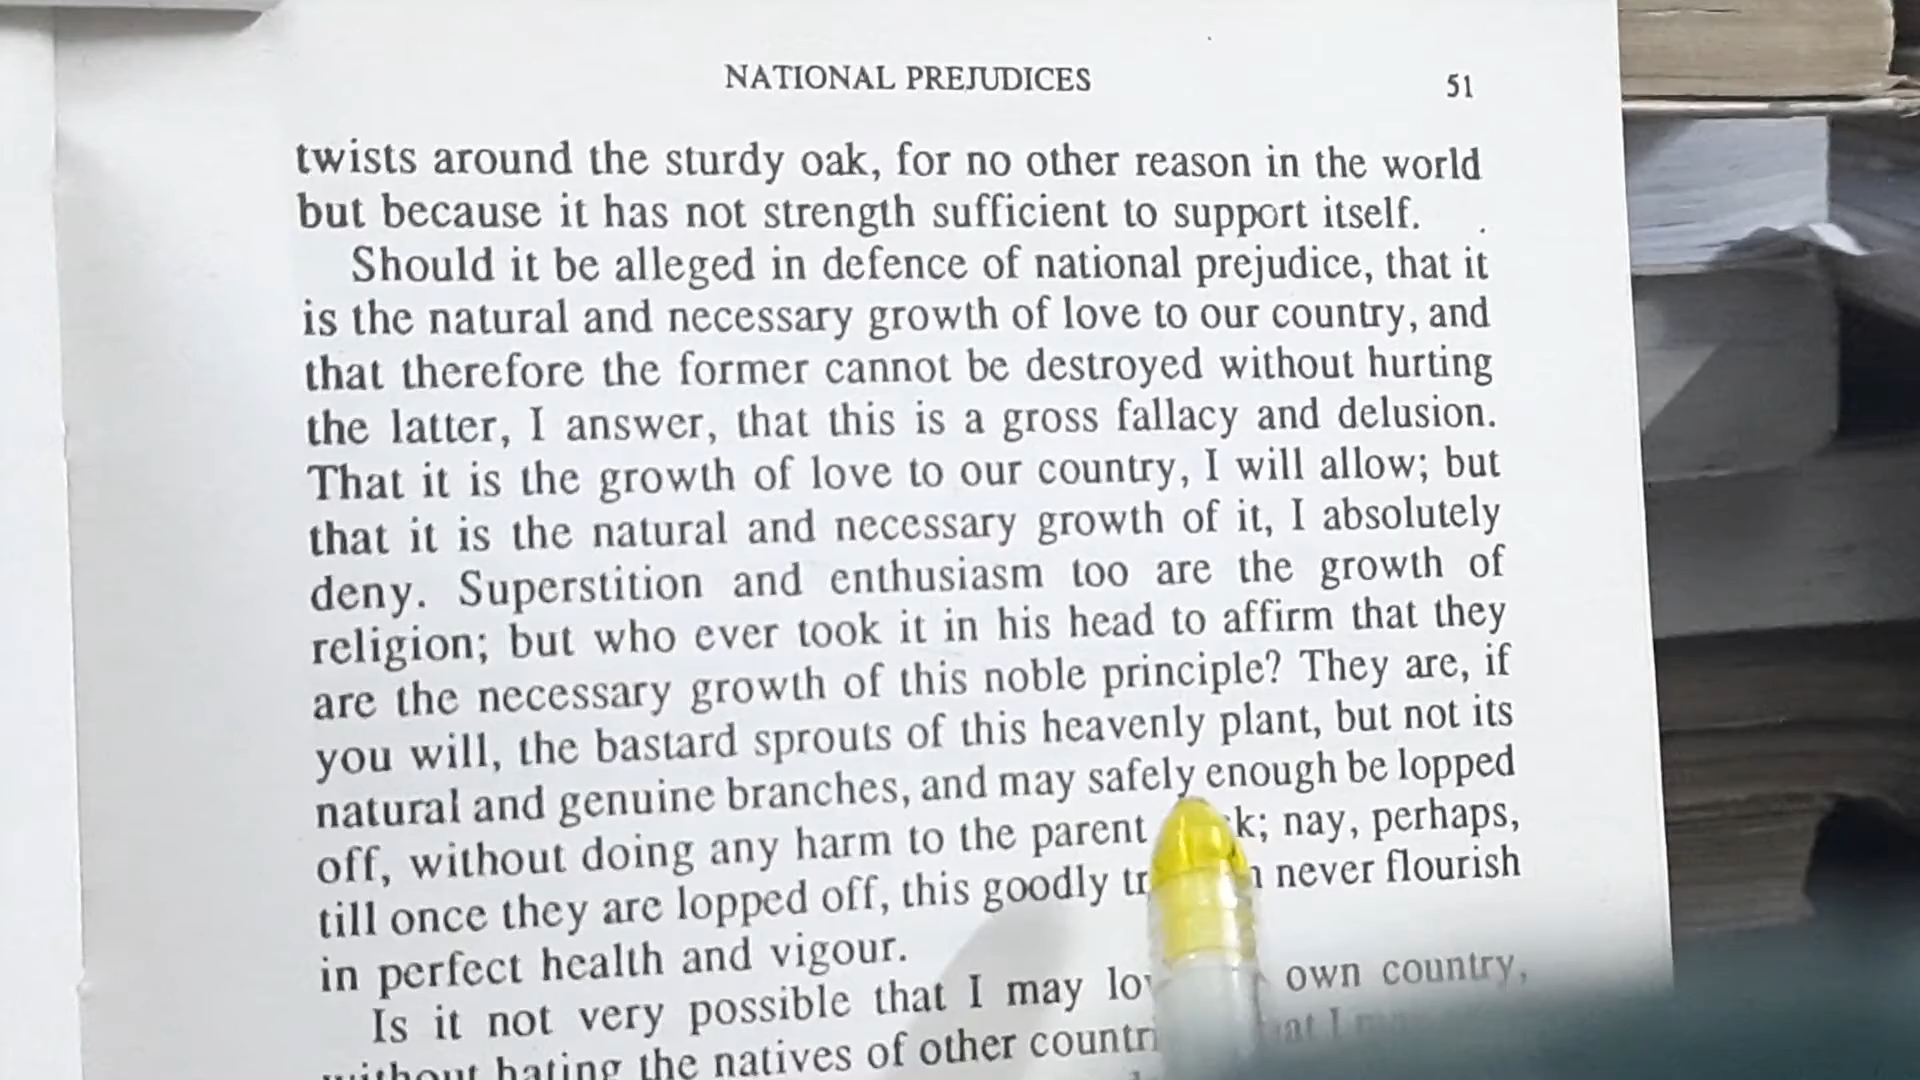 NATIONAL PREJUDICES 51
twists around the sturdy oak, for no other reason in the world
but because it has not strength sufficient to support itself.
Should it be alleged in defence of national prejudice, that it
is the natural and necessary growth of love to our country, and
that therefore the former cannot be destroyed without hurting
the latter, I answer, that this is a gross fallacy and delusion.
That it is the growth of love to our country, I will allow; but
that it is the natural and necessary growth of it, I absolutely
deny. Superstition and enthusiasm too are the growth of
religion; but who ever took it in his head to affirm that they
are the necessary growth of this noble principle? They are, if
you will, the bastard sprouts of this heavenly plant, but not its
natural and genuine branches, and may safely enough be lopped
off, without doing any harm to the parent nay, perhaps,
till once they are lopped off, this goodly never flourish
in perfect health and vigour.
Is it not very possible that I may own country,
without hating the natives of other